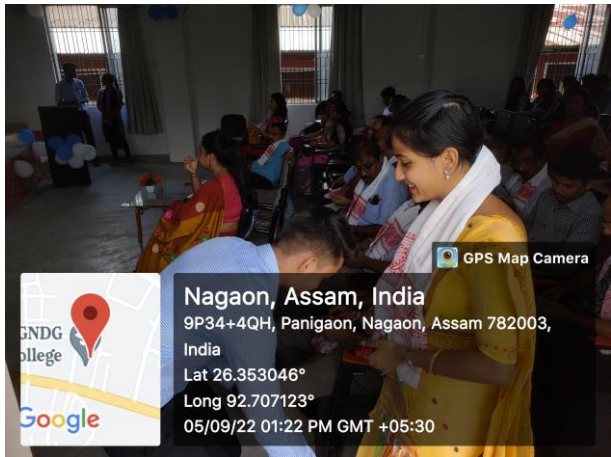 GPS Map Camera
GNDG
ollege
Google
Nagaon, Assam, India
9P34+4QH, Panigaon, Nagaon, Assam 782003,
India
Lat 26.353046°
Long 92.707123°
05/09/22 01:22 PM GMT +05:30